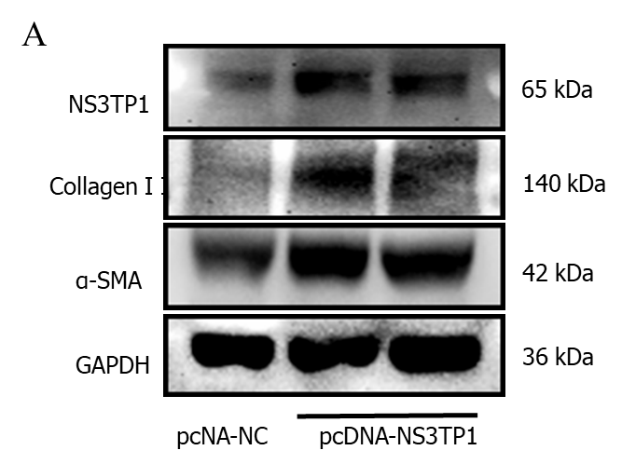 A
NS3TP1 65 kDa
Collagen I I 140 kDa
α-SMA 42 kDa
GAPDH 36 kDa
pcNA-NC pcDNA-NS3TP1